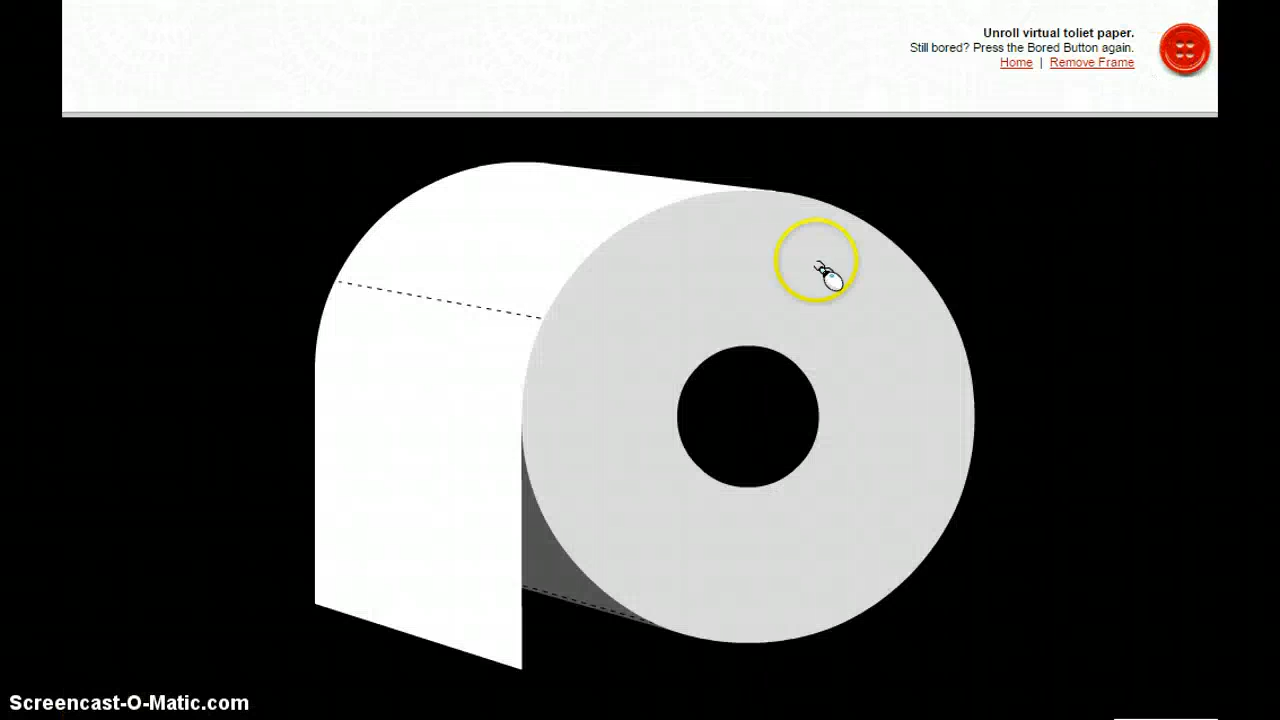 Unroll virtual toliet paper.
Still bored? Press the Bored Button again.
Home | Remove Frame
Screencast-O-Matic.com